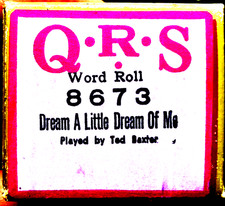 Q·R·S
Word Roll
8673
Dream A Little Dream Of Me
Played by Ted Baxter